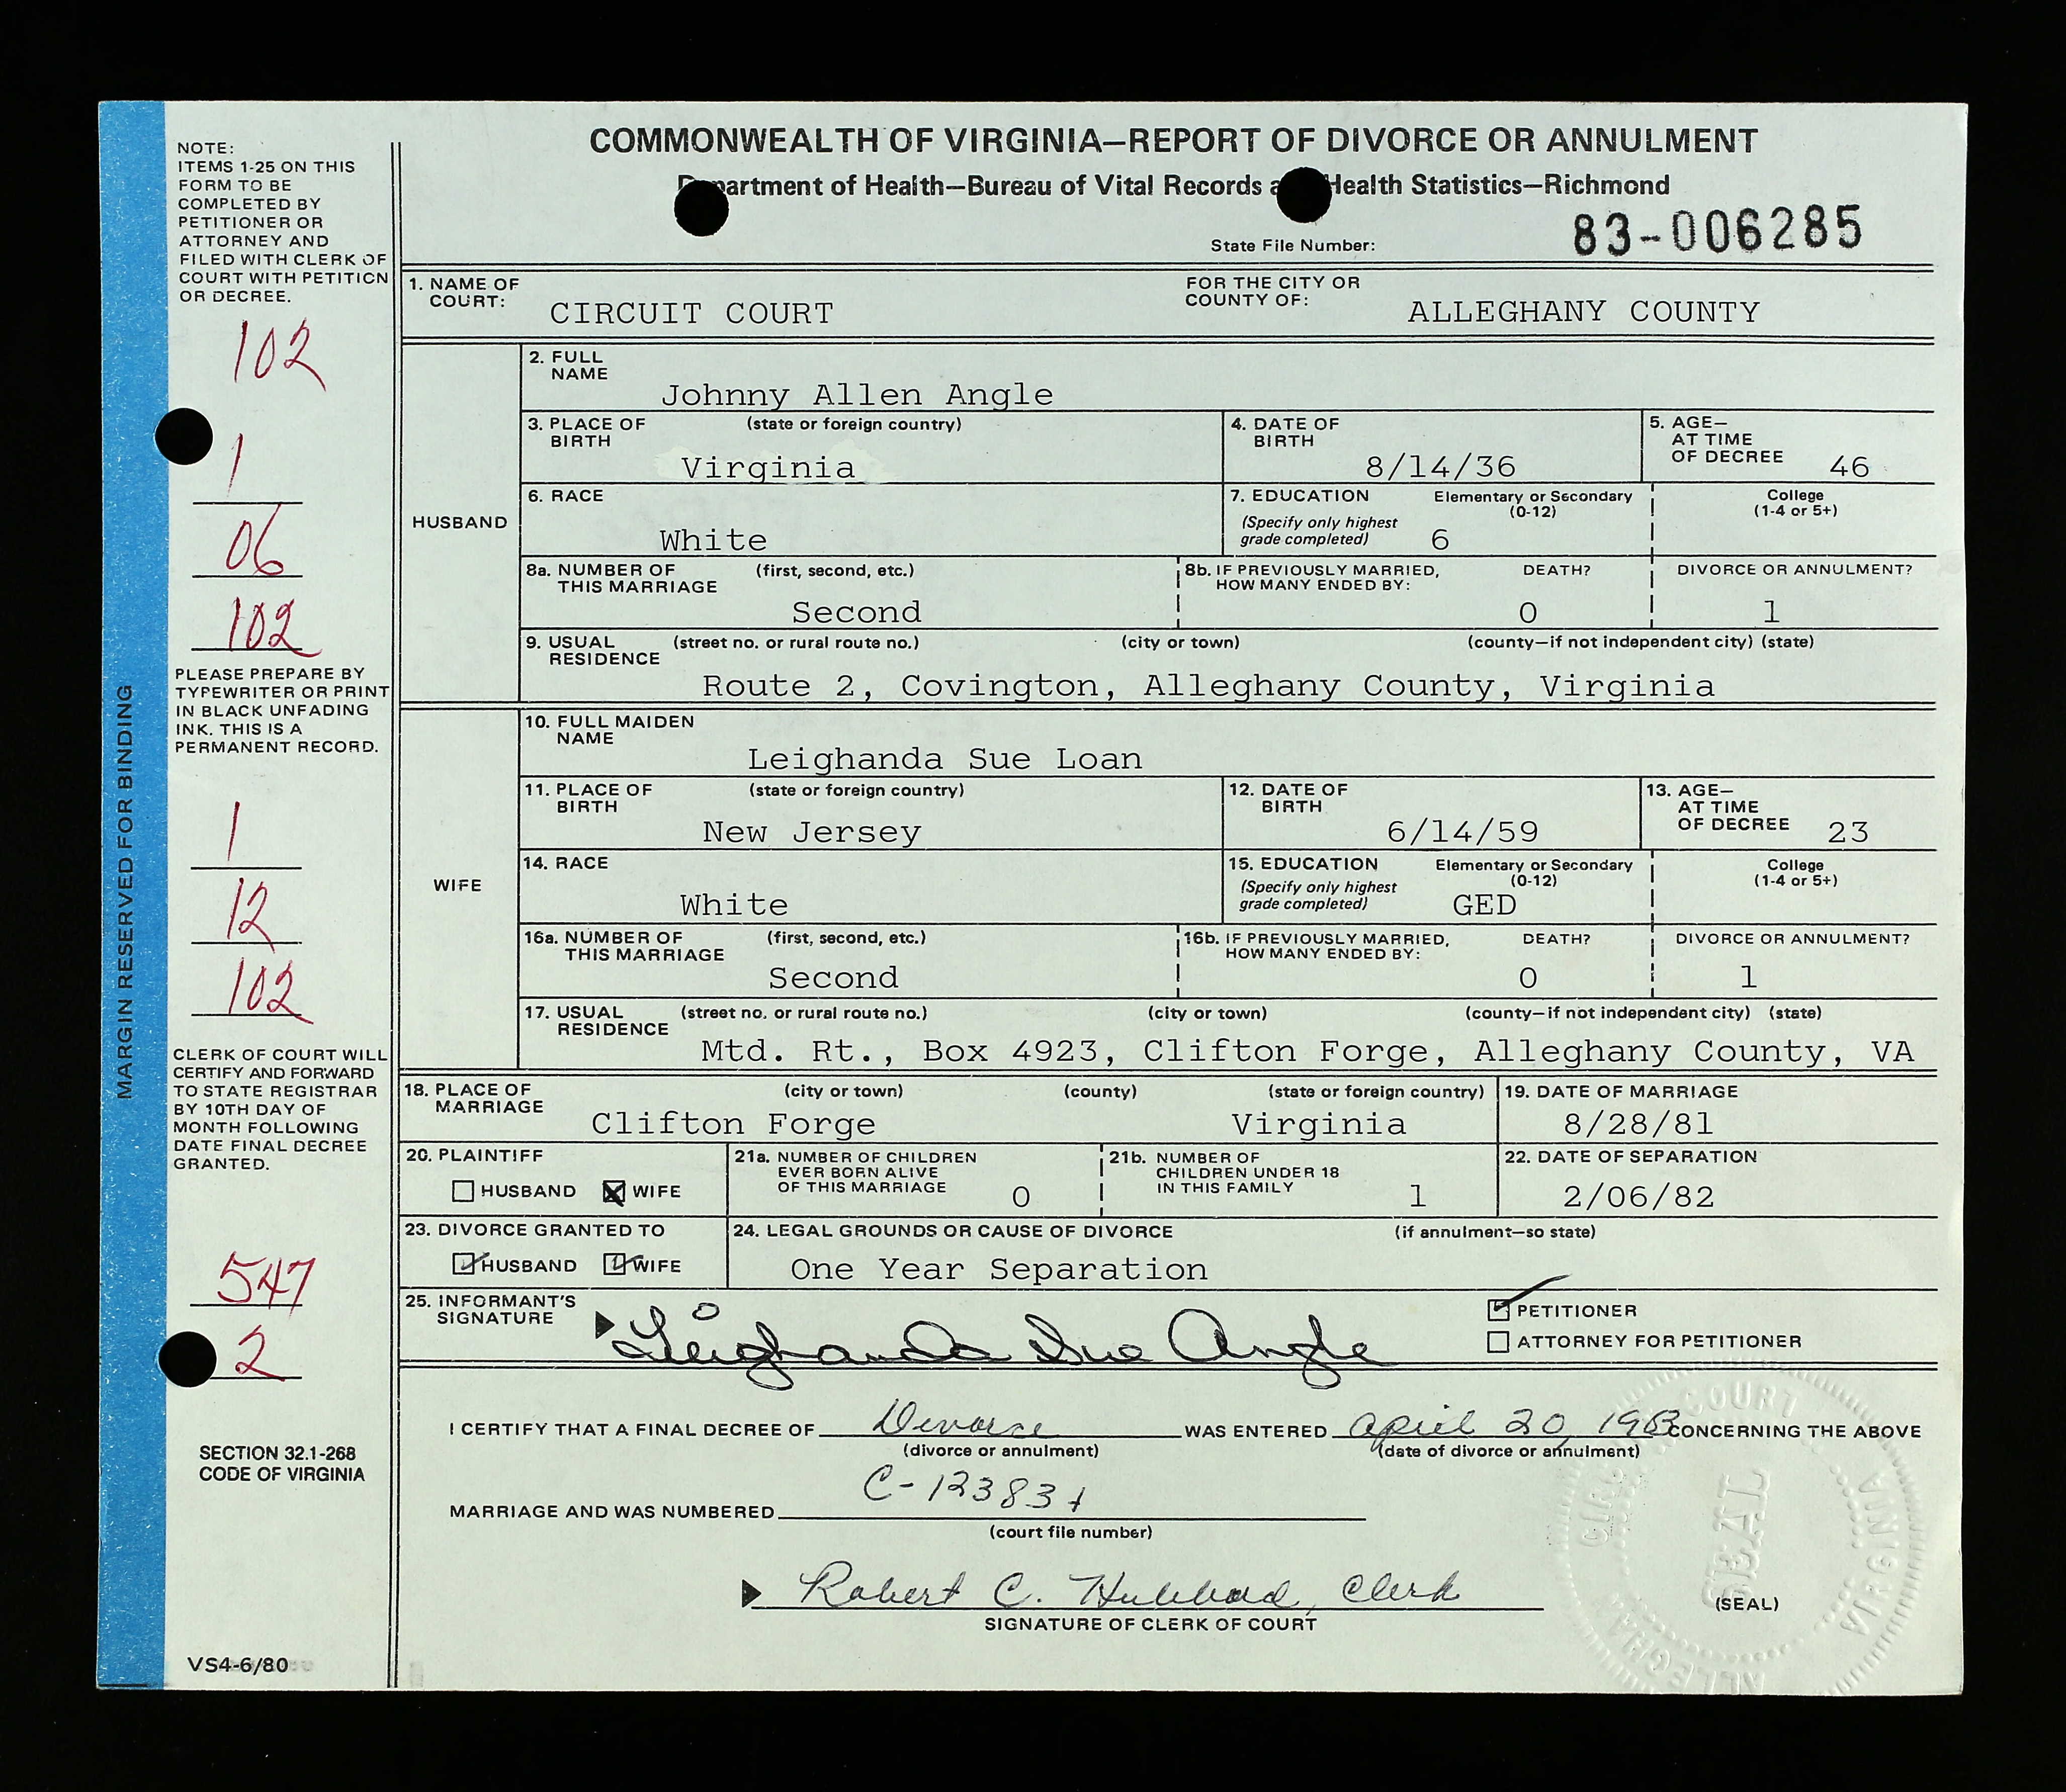 COMMONWEALTH OF VIRGINIA—REPORT OF DIVORCE OR ANNULMENT
artment of Health—Bureau of Vital Records a Health Statistics—Richmond
State File Number: 83-006285
NOTE:
ITEMS 1-25 ON THIS
FORM TO BE
COMPLETED BY
PETITIONER OR
ATTORNEY AND
FILED WITH CLERK OF
COURT WITH PETITION
OR DECREE.
102
1
06
102
PLEASE PREPARE BY
TYPEWRITER OR PRINT
IN BLACK UNFADING
INK. THIS IS A
PERMANENT RECORD.
1
12
102
CLERK OF COURT WILL
CERTIFY AND FORWARD
TO STATE REGISTRAR
BY 10TH DAY OF
MONTH FOLLOWING
DATE FINAL DECREE
GRANTED.
547
2
SECTION 32.1-268
CODE OF VIRGINIA
VS4-6/80
MARGIN RESERVED FOR BINDING
1. NAME OF COURT: CIRCUIT COURT FOR THE CITY OR COUNTY OF: ALLEGHANY COUNTY
HUSBAND
2. FULL NAME Johnny Allen Angle
3. PLACE OF BIRTH (state or foreign country) Virginia
4. DATE OF BIRTH 8/14/36
5. AGE— AT TIME OF DECREE 46
6. RACE White
7. EDUCATION (Specify only highest grade completed) Elementary or Secondary (0-12) 6 College (1-4 or 5+)
8a. NUMBER OF THIS MARRIAGE (first, second, etc.) Second
8b. IF PREVIOUSLY MARRIED, HOW MANY ENDED BY: DEATH? 0 DIVORCE OR ANNULMENT? 1
9. USUAL RESIDENCE (street no. or rural route no.) (city or town) (county—if not independent city) (state)
Route 2, Covington, Alleghany County, Virginia
WIFE
10. FULL MAIDEN NAME Leighanda Sue Loan
11. PLACE OF BIRTH (state or foreign country) New Jersey
12. DATE OF BIRTH 6/14/59
13. AGE— AT TIME OF DECREE 23
14. RACE White
15. EDUCATION (Specify only highest grade completed) Elementary or Secondary (0-12) GED College (1-4 or 5+)
16a. NUMBER OF THIS MARRIAGE (first, second, etc.) Second
16b. IF PREVIOUSLY MARRIED, HOW MANY ENDED BY: DEATH? 0 DIVORCE OR ANNULMENT? 1
17. USUAL RESIDENCE (street no. or rural route no.) (city or town) (county—if not independent city) (state)
Mtd. Rt., Box 4923, Clifton Forge, Alleghany County, VA
18. PLACE OF MARRIAGE (city or town) (county) (state or foreign country)
Clifton Forge Virginia
19. DATE OF MARRIAGE 8/28/81
20. PLAINTIFF HUSBAND WIFE
21a. NUMBER OF CHILDREN EVER BORN ALIVE OF THIS MARRIAGE 0
21b. NUMBER OF CHILDREN UNDER 18 IN THIS FAMILY 1
22. DATE OF SEPARATION 2/06/82
23. DIVORCE GRANTED TO HUSBAND WIFE
24. LEGAL GROUNDS OR CAUSE OF DIVORCE (if annulment—so state)
One Year Separation
25. INFORMANT'S SIGNATURE Leighanda Sue Angle
PETITIONER
ATTORNEY FOR PETITIONER
I CERTIFY THAT A FINAL DECREE OF Divorce WAS ENTERED April 20, 1983 CONCERNING THE ABOVE
(divorce or annulment) (date of divorce or annulment)
MARRIAGE AND WAS NUMBERED
(court file number)
Robert C. Hubbard, Clerk
SIGNATURE OF CLERK OF COURT
(SEAL)
COURT
VIRGINIA
SEAL